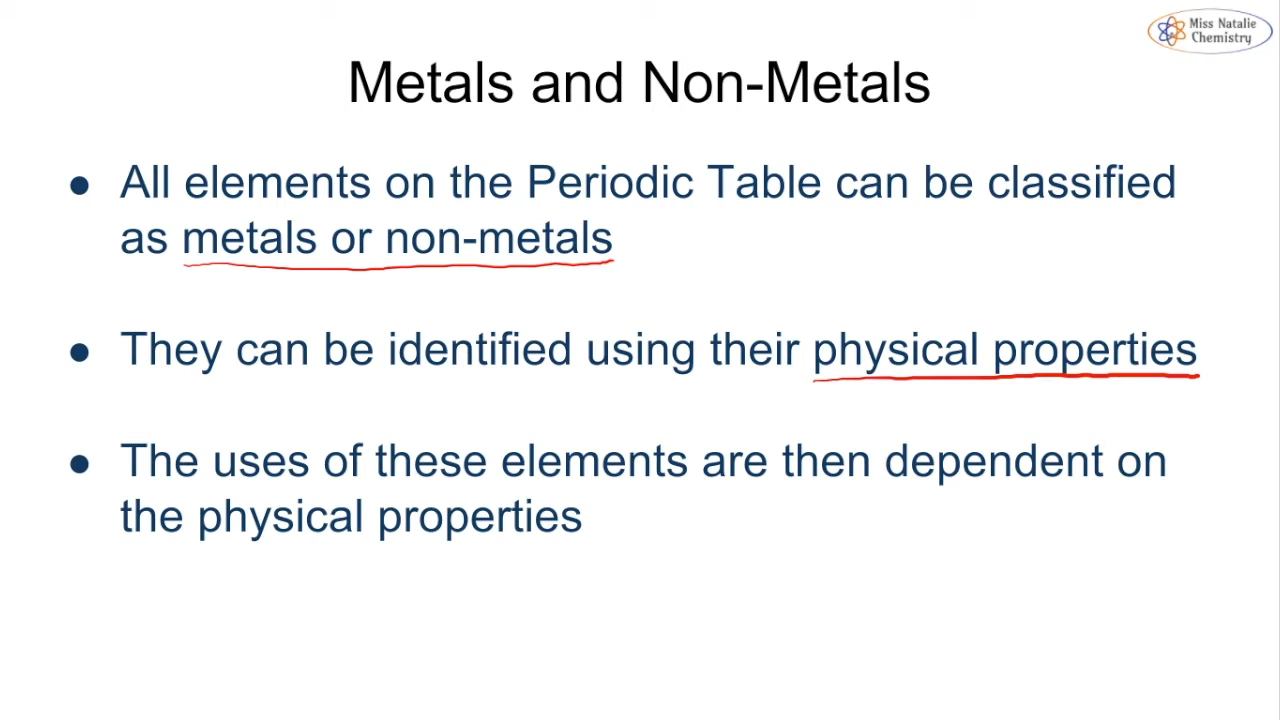 Miss Natalie
Chemistry
Metals and Non-Metals
● All elements on the Periodic Table can be classified
as metals or non-metals
● They can be identified using their physical properties
● The uses of these elements are then dependent on
the physical properties